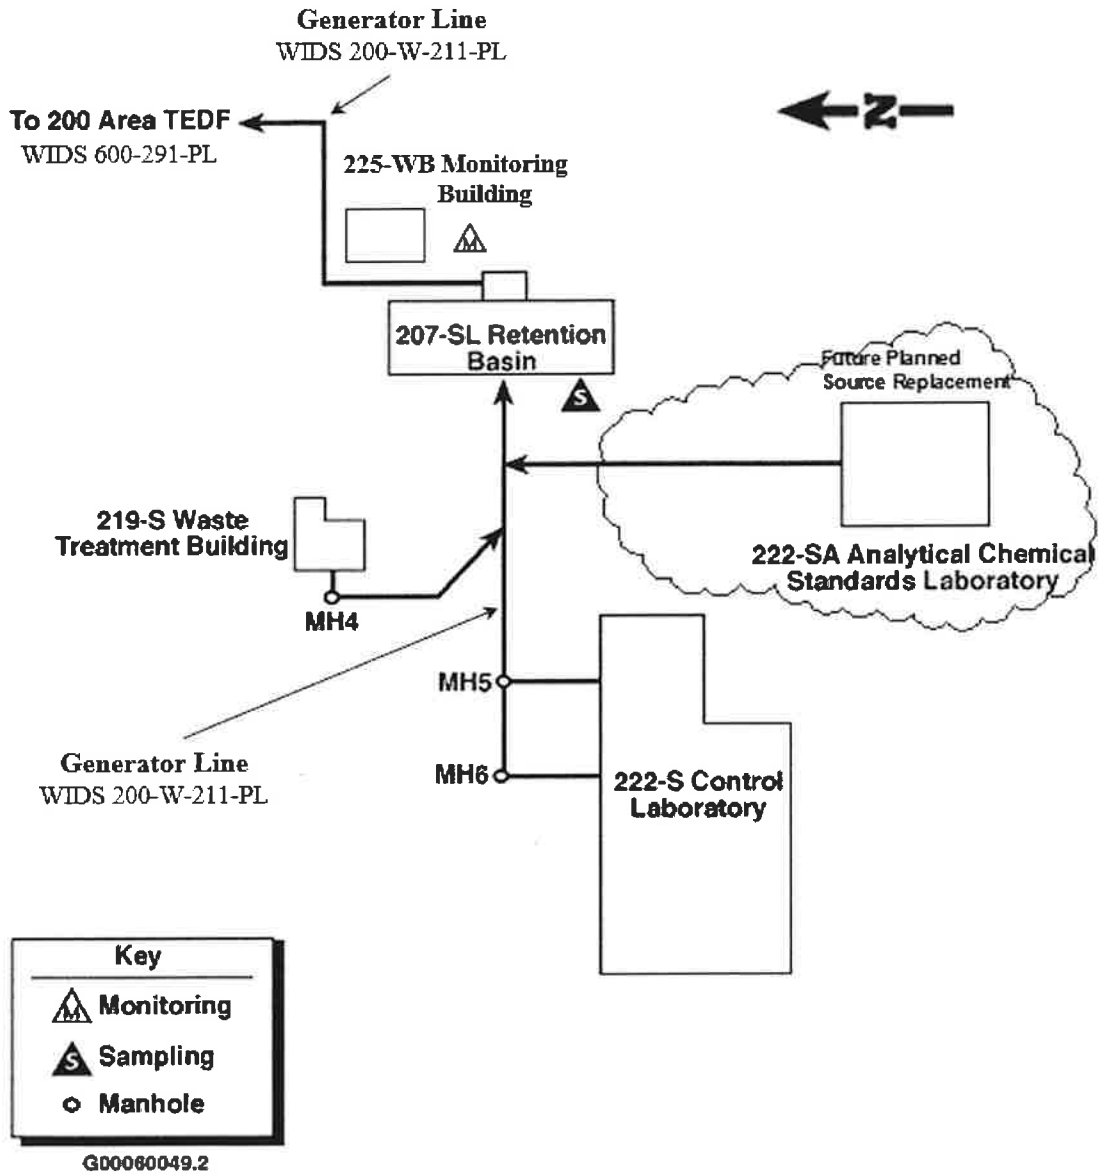 Generator Line
WIDS 200-W-211-PL
To 200 Area TEDF
WIDS 600-291-PL
N
225-WB Monitoring
Building
M
207-SL Retention
Basin
S
Future Planned
Source Replacement
219-S Waste
Treatment Building
222-SA Analytical Chemical
Standards Laboratory
MH4
MH5
Generator Line
WIDS 200-W-211-PL
MH6
222-S Control
Laboratory
Key
M Monitoring
S Sampling
Manhole
G00060049.2